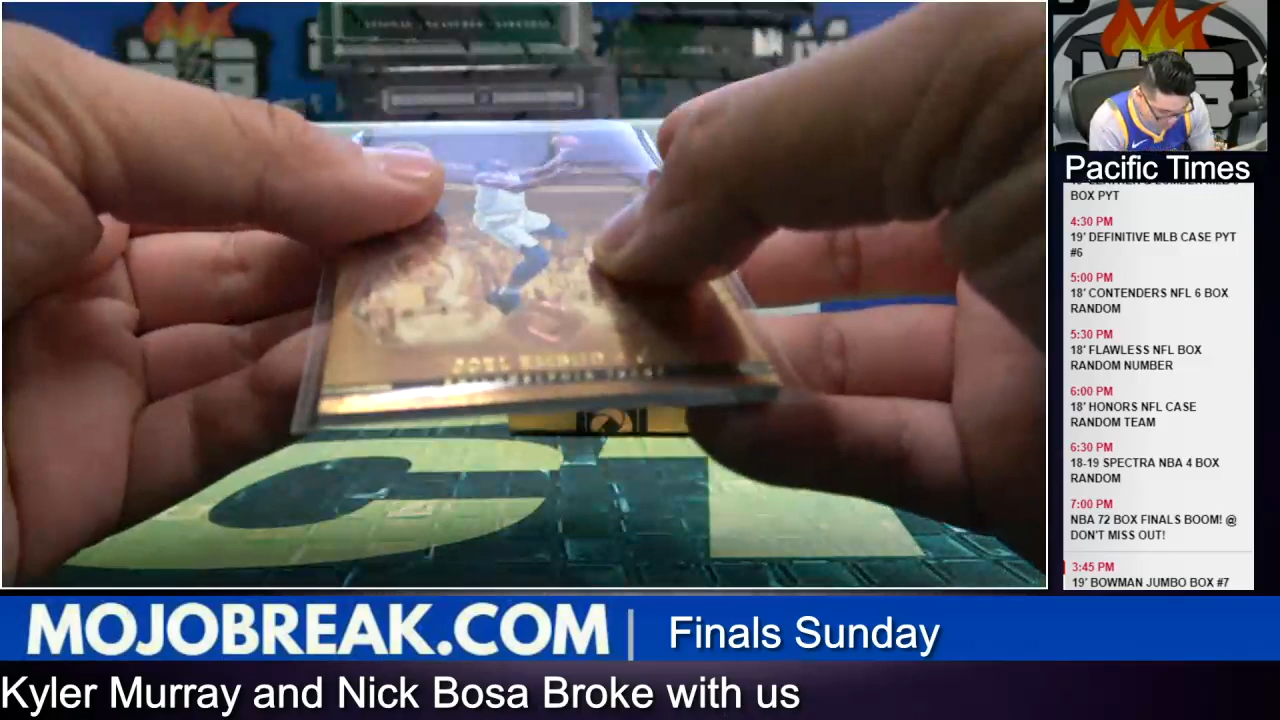 JOEL EMBIID
Pacific Times
BOX PYT
4:30 PM
19' DEFINITIVE MLB CASE PYT
#6
5:00 PM
18' CONTENDERS NFL 6 BOX
RANDOM
5:30 PM
18' FLAWLESS NFL BOX
RANDOM NUMBER
6:00 PM
18' HONORS NFL CASE
RANDOM TEAM
6:30 PM
18-19 SPECTRA NBA 4 BOX
RANDOM
7:00 PM
NBA 72 BOX FINALS BOOM! @
DON'T MISS OUT!
3:45 PM
19' BOWMAN JUMBO BOX #7
MOJOBREAK.COM | Finals Sunday
Kyler Murray and Nick Bosa Broke with us